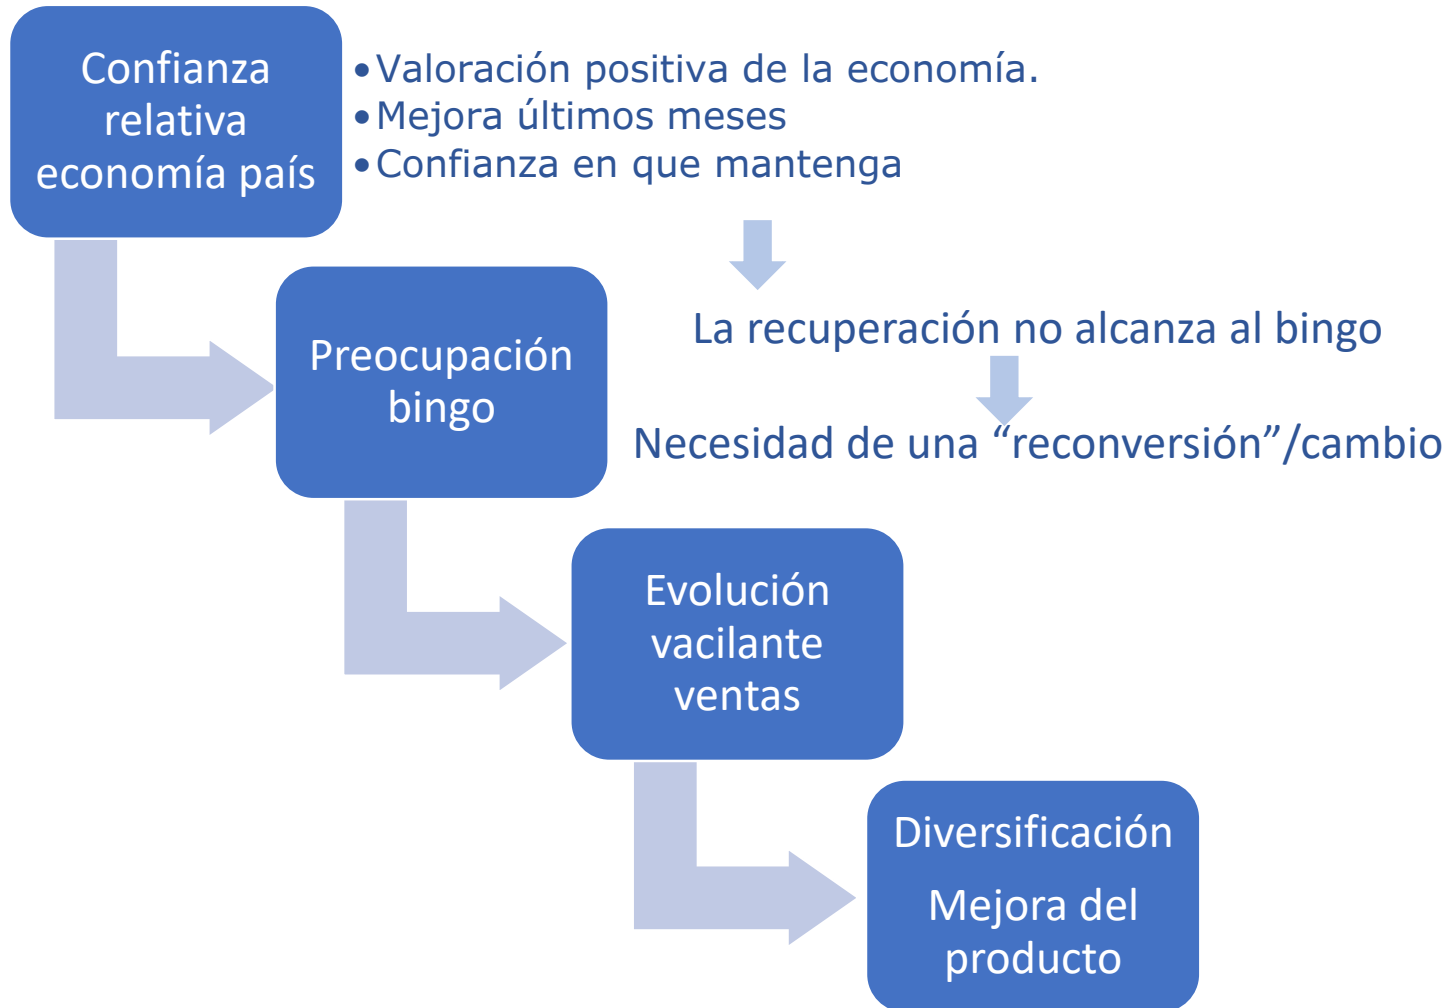 Confianza
relativa
economía país
•Valoración positiva de la economía.
•Mejora últimos meses
•Confianza en que mantenga
La recuperación no alcanza al bingo
Preocupación
bingo
Necesidad de una “reconversión”/cambio
Evolución
vacilante
ventas
Diversificación
Mejora del
producto